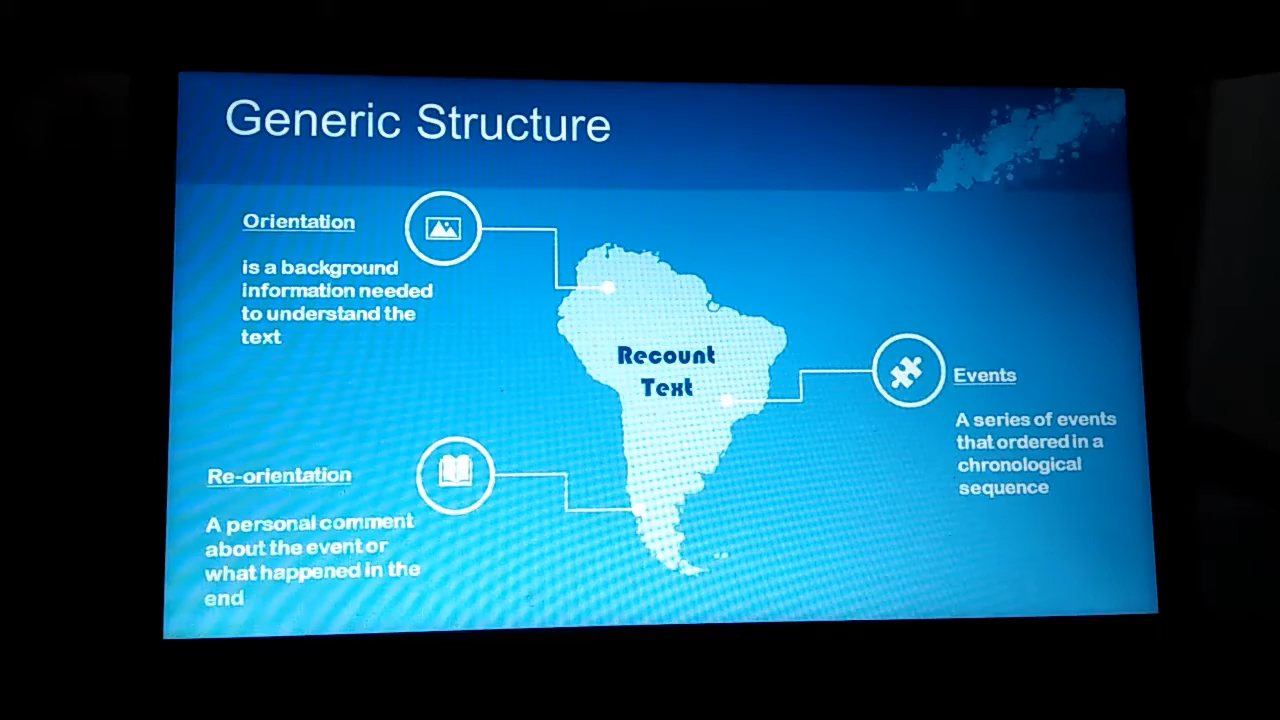 Generic Structure
Orientation
is a background
information needed
to understand the
text
Recount
Text
Events
A series of events
that ordered in a
chronological
sequence
Re-orientation
A personal comment
about the event or
what happened in the
end